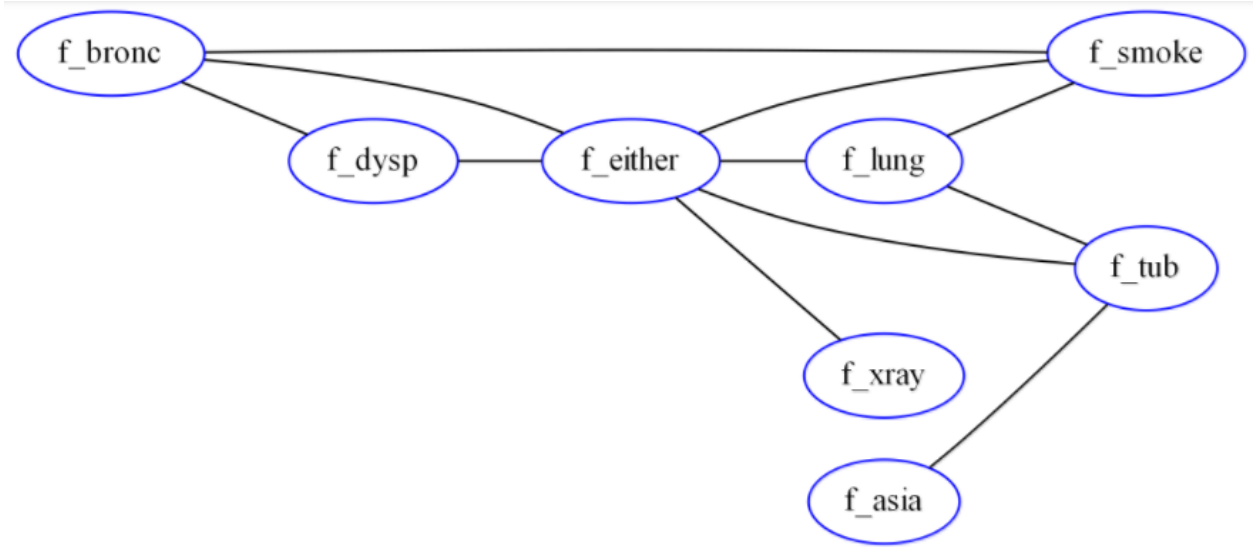 f_bronc
f_smoke
f_dysp
f_either
f_lung
f_tub
f_xray
f_asia